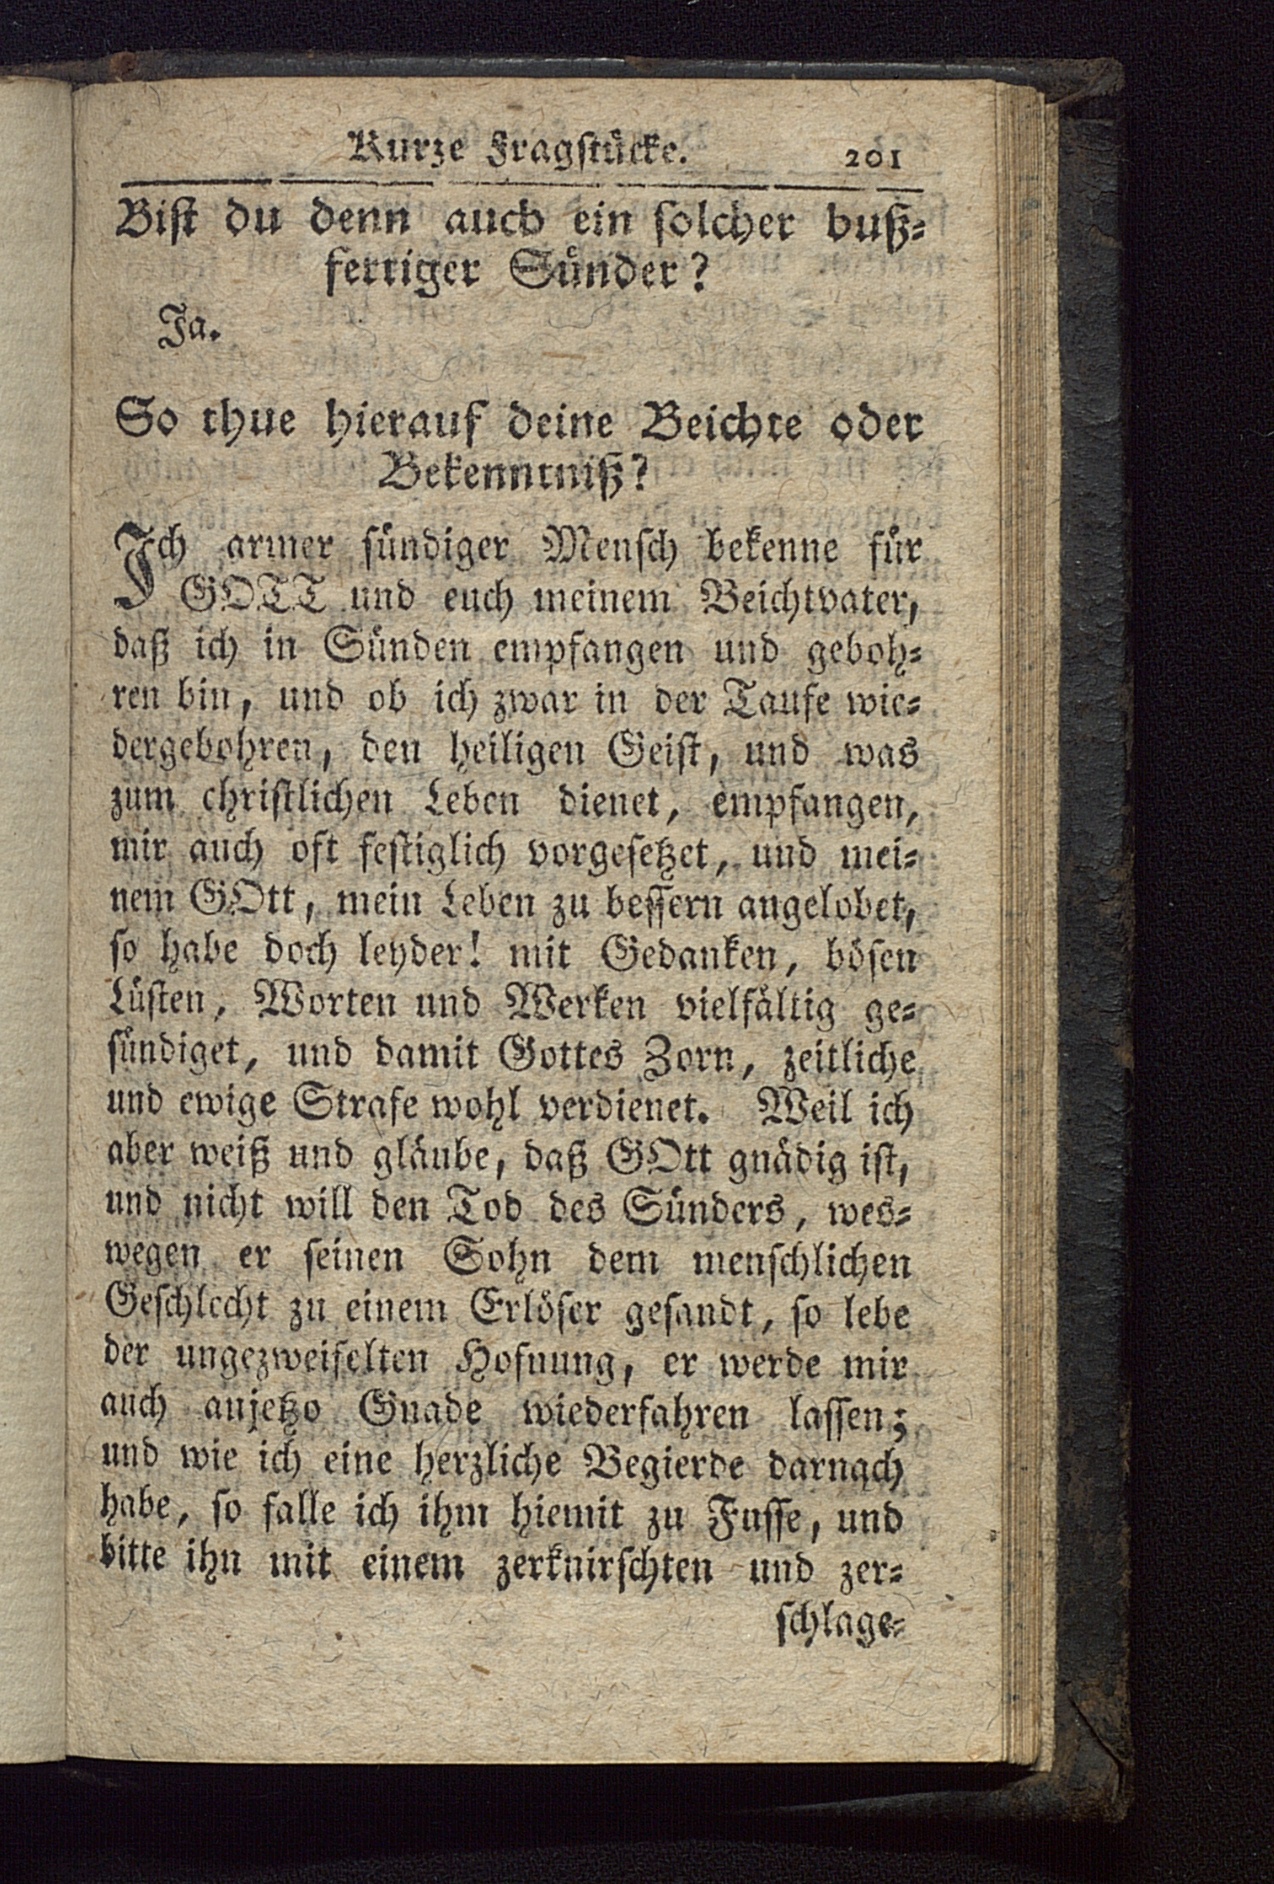 Kurze Fragstücke. 201
Bist du denn auch ein solcher buß-
fertiger Sünder?
Ja.
So thue hierauf deine Beichte oder
Bekenntniß?
Ich armer sündiger Mensch bekenne für
GOTT und euch meinem Beichtvater,
daß ich in Sünden empfangen und geboh-
ren bin, und ob ich zwar in der Taufe wie-
dergebohren, den heiligen Geist, und was
zum christlichen Leben dienet, empfangen,
mir auch oft festiglich vorgesetzet, und mei-
nem GOtt, mein Leben zu bessern angelobet,
so habe doch leyder! mit Gedanken, bösen
Lüsten, Worten und Werken vielfältig ge-
sündiget, und damit Gottes Zorn, zeitliche
und ewige Strafe wohl verdienet. Weil ich
aber weiß und gläube, daß GOtt gnädig ist,
und nicht will den Tod des Sünders, wes-
wegen er seinen Sohn dem menschlichen
Geschlecht zu einem Erlöser gesandt, so lebe
der ungezweifelten Hofnung, er werde mir
auch anjetzo Gnade wiederfahren lassen;
und wie ich eine herzliche Begierde darnach
habe, so falle ich ihm hiemit zu Fusse, und
bitte ihn mit einem zerknirschten und zer-
schlage-